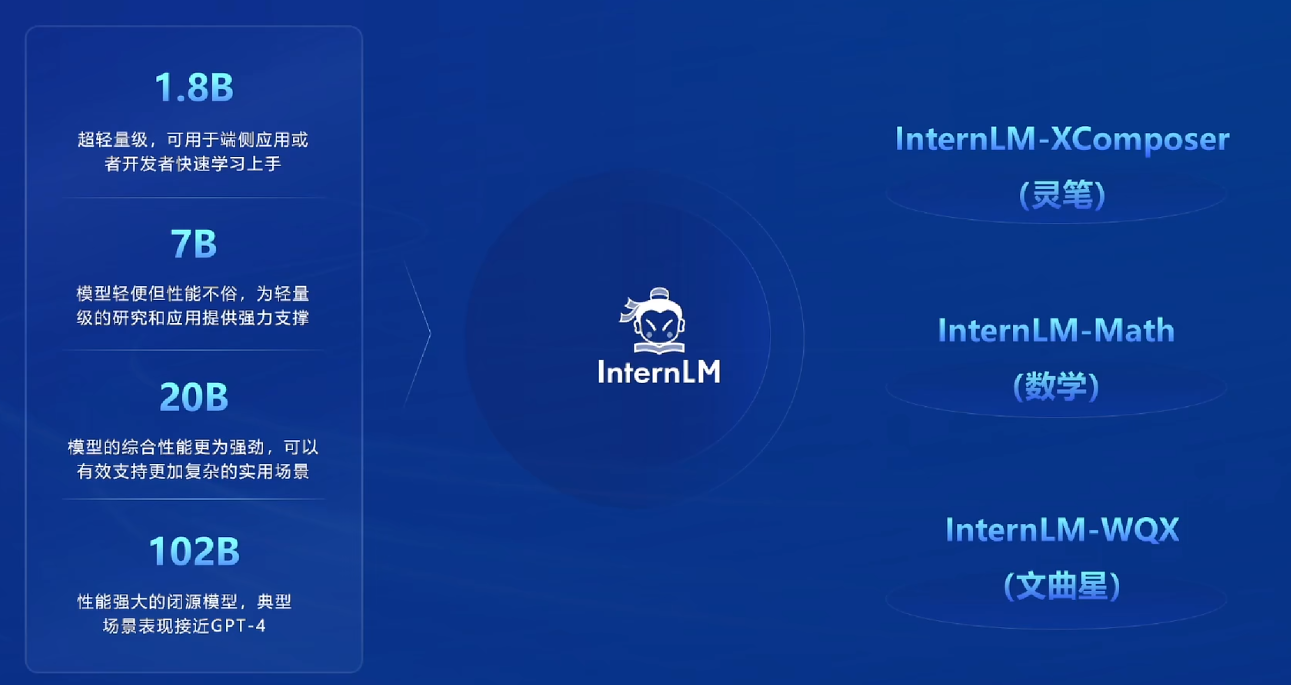 1.8B
超轻量级，可用于端侧应用或
者开发者快速学习上手
7B
模型轻便但性能不俗，为轻量
级的研究和应用提供强力支撑
20B
模型的综合性能更为强劲，可以
有效支持更加复杂的实用场景
102B
性能强大的闭源模型，典型
场景表现接近GPT-4
InternLM
InternLM-XComposer
(灵笔)
InternLM-Math
(数学)
InternLM-WQX
(文曲星)